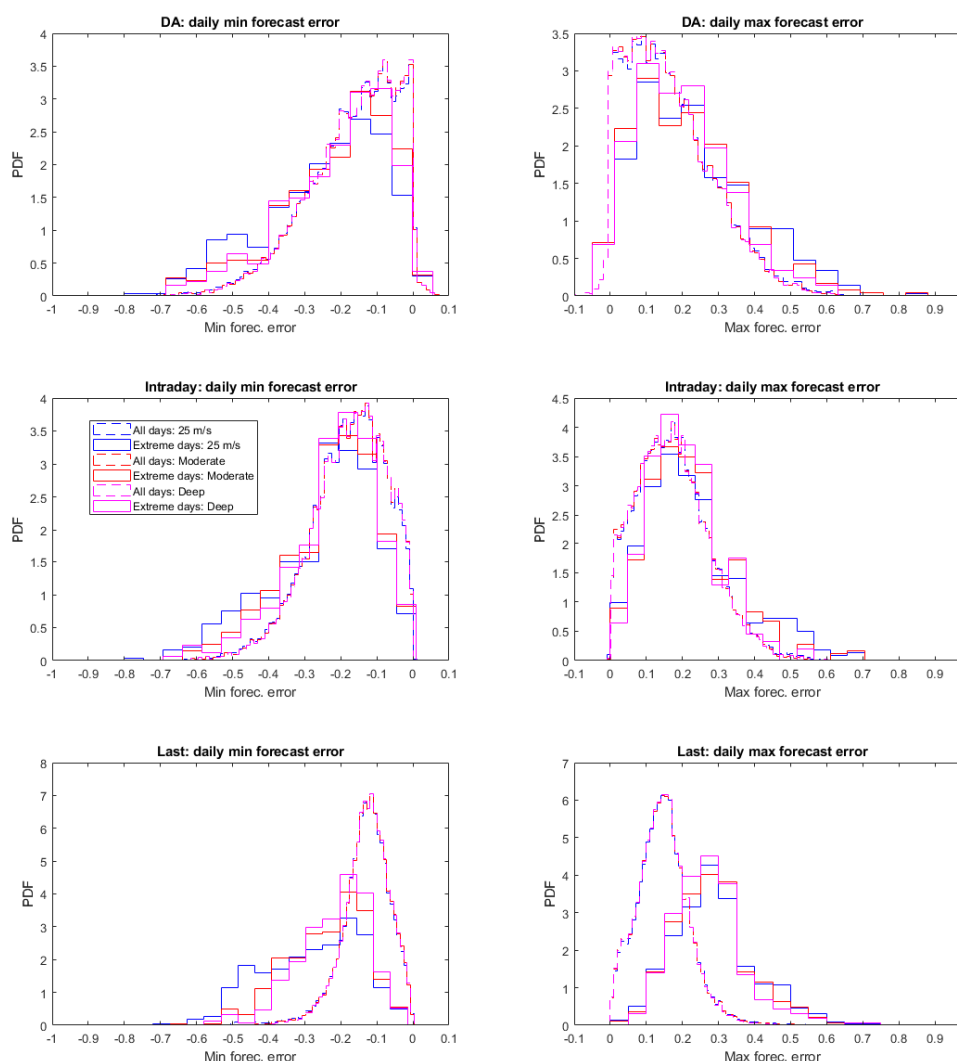 DA: daily min forecast error
PDF
4
3.5
3
2.5
2
1.5
1
0.5
0
-1 -0.9 -0.8 -0.7 -0.6 -0.5 -0.4 -0.3 -0.2 -0.1 0 0.1
Min forec. error
DA: daily max forecast error
PDF
3.5
3
2.5
2
1.5
1
0.5
0
-0.1 0 0.1 0.2 0.3 0.4 0.5 0.6 0.7 0.8 0.9
Max forec. error
Intraday: daily min forecast error
PDF
4
3.5
3
2.5
2
1.5
1
0.5
0
All days: 25 m/s
Extreme days: 25 m/s
All days: Moderate
Extreme days: Moderate
All days: Deep
Extreme days: Deep
-1 -0.9 -0.8 -0.7 -0.6 -0.5 -0.4 -0.3 -0.2 -0.1 0 0.1
Min forec. error
Intraday: daily max forecast error
PDF
4.5
4
3.5
3
2.5
2
1.5
1
0.5
0
-0.1 0 0.1 0.2 0.3 0.4 0.5 0.6 0.7 0.8 0.9
Max forec. error
Last: daily min forecast error
PDF
8
7
6
5
4
3
2
1
0
-1 -0.9 -0.8 -0.7 -0.6 -0.5 -0.4 -0.3 -0.2 -0.1 0 0.1
Min forec. error
Last: daily max forecast error
PDF
7
6
5
4
3
2
1
0
-0.1 0 0.1 0.2 0.3 0.4 0.5 0.6 0.7 0.8 0.9
Max forec. error